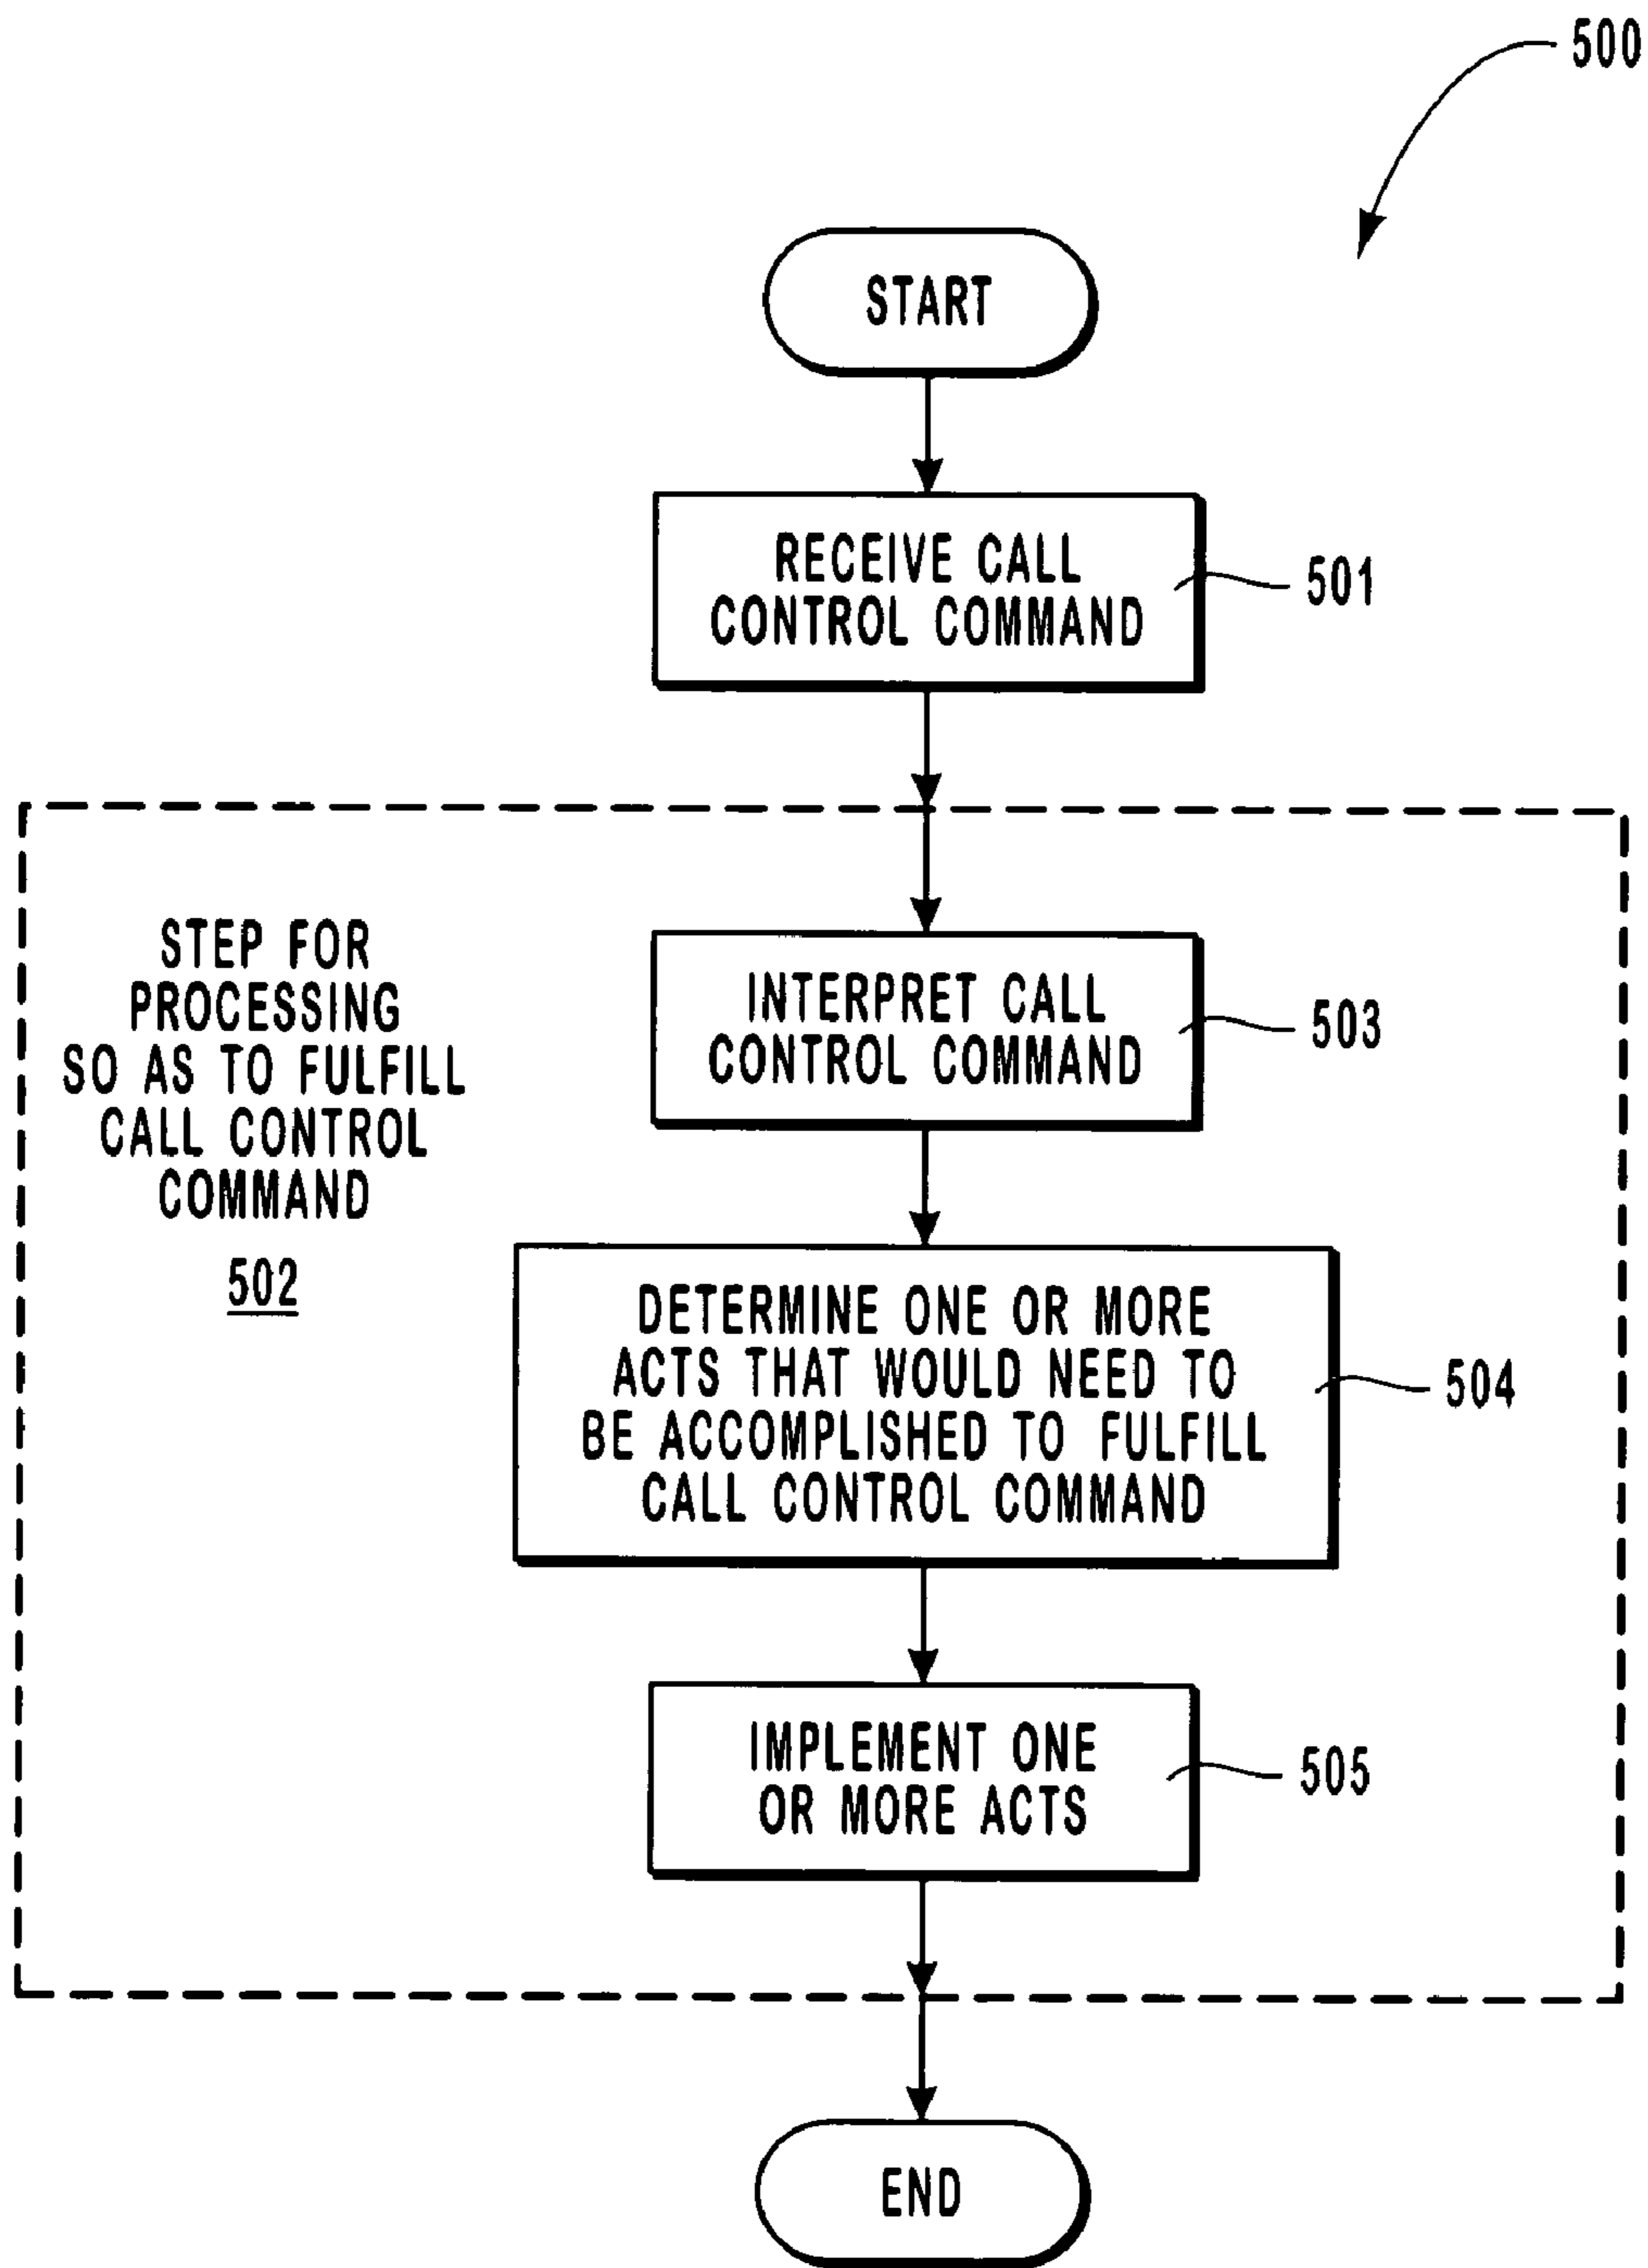 500
START
RECEIVE CALL
CONTROL COMMAND
501
STEP FOR
PROCESSING
SO AS TO FULFILL
CALL CONTROL
COMMAND
502
INTERPRET CALL
CONTROL COMMAND
503
DETERMINE ONE OR MORE
ACTS THAT WOULD NEED TO
BE ACCOMPLISHED TO FULFILL
CALL CONTROL COMMAND
504
IMPLEMENT ONE
OR MORE ACTS
505
END